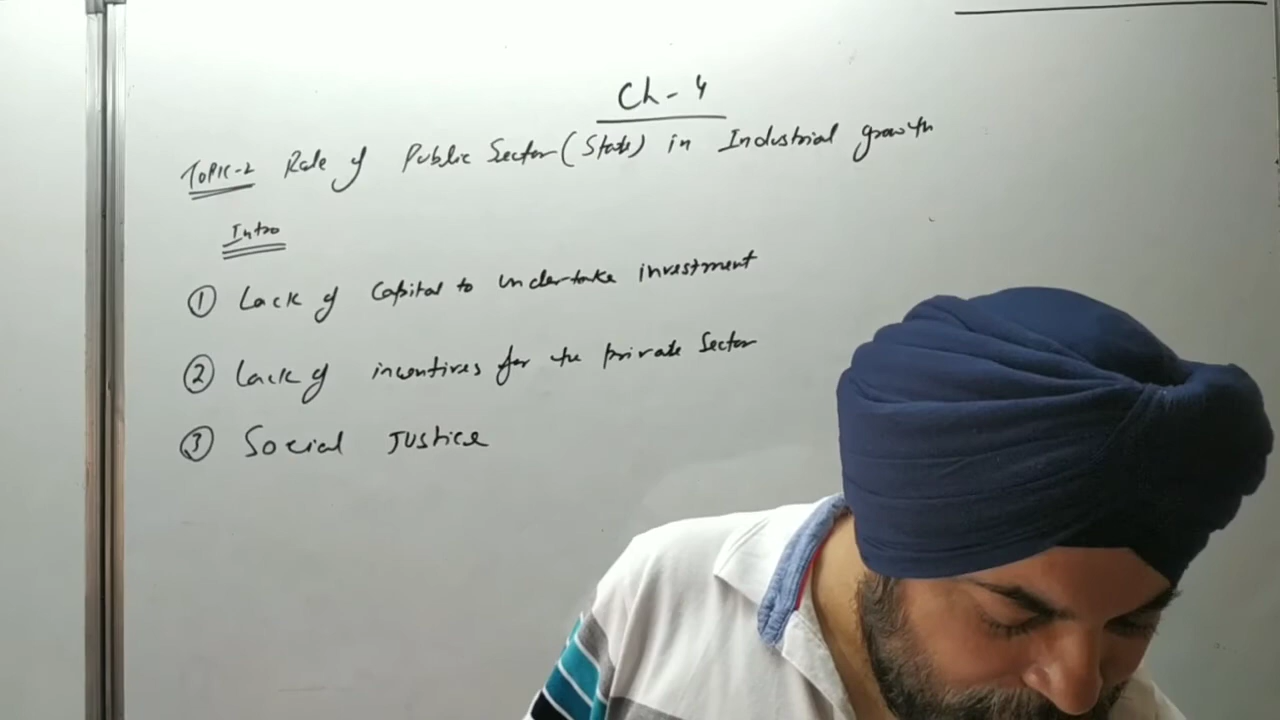 Ch-4
TOPIC-2 Role of Public Sector (State) in Industrial growth
Intro
① Lack of Capital to undertake investment
② Lack of incentives for the private Sector
③ Social Justice